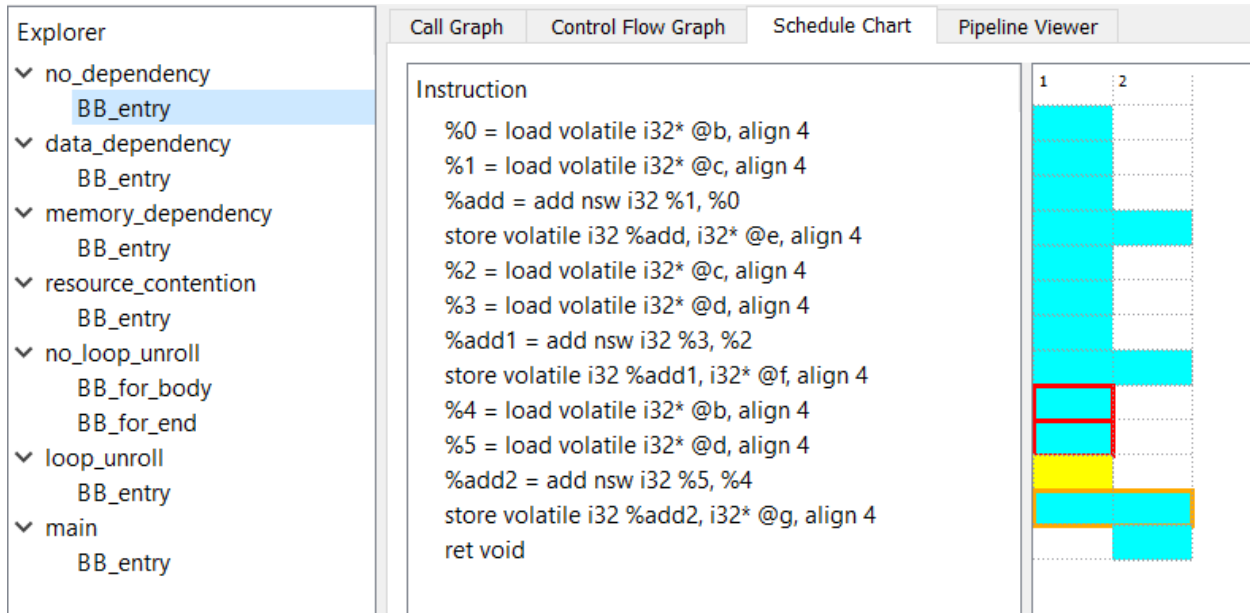 Explorer
no_dependency
BB_entry
data_dependency
BB_entry
memory_dependency
BB_entry
resource_contention
BB_entry
no_loop_unroll
BB_for_body
BB_for_end
loop_unroll
BB_entry
main
BB_entry
Call Graph Control Flow Graph Schedule Chart Pipeline Viewer
Instruction
%0 = load volatile i32* @b, align 4
%1 = load volatile i32* @c, align 4
%add = add nsw i32 %1, %0
store volatile i32 %add, i32* @e, align 4
%2 = load volatile i32* @c, align 4
%3 = load volatile i32* @d, align 4
%add1 = add nsw i32 %3, %2
store volatile i32 %add1, i32* @f, align 4
%4 = load volatile i32* @b, align 4
%5 = load volatile i32* @d, align 4
%add2 = add nsw i32 %5, %4
store volatile i32 %add2, i32* @g, align 4
ret void
1 2